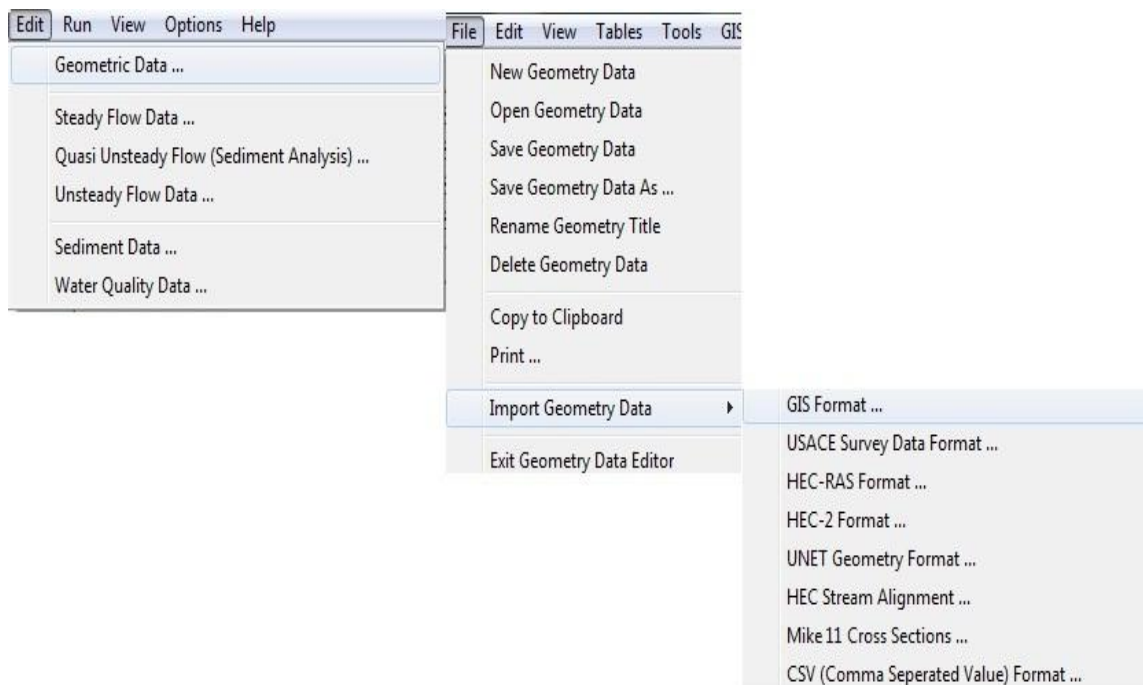 Edit Run View Options Help
Geometric Data ...
Steady Flow Data ...
Quasi Unsteady Flow (Sediment Analysis) ...
Unsteady Flow Data ...
Sediment Data ...
Water Quality Data ...
File Edit View Tables Tools GIS
New Geometry Data
Open Geometry Data
Save Geometry Data
Save Geometry Data As ...
Rename Geometry Title
Delete Geometry Data
Copy to Clipboard
Print ...
Import Geometry Data
Exit Geometry Data Editor
GIS Format ...
USACE Survey Data Format ...
HEC-RAS Format ...
HEC-2 Format ...
UNET Geometry Format ...
HEC Stream Alignment ...
Mike 11 Cross Sections ...
CSV (Comma Seperated Value) Format ...